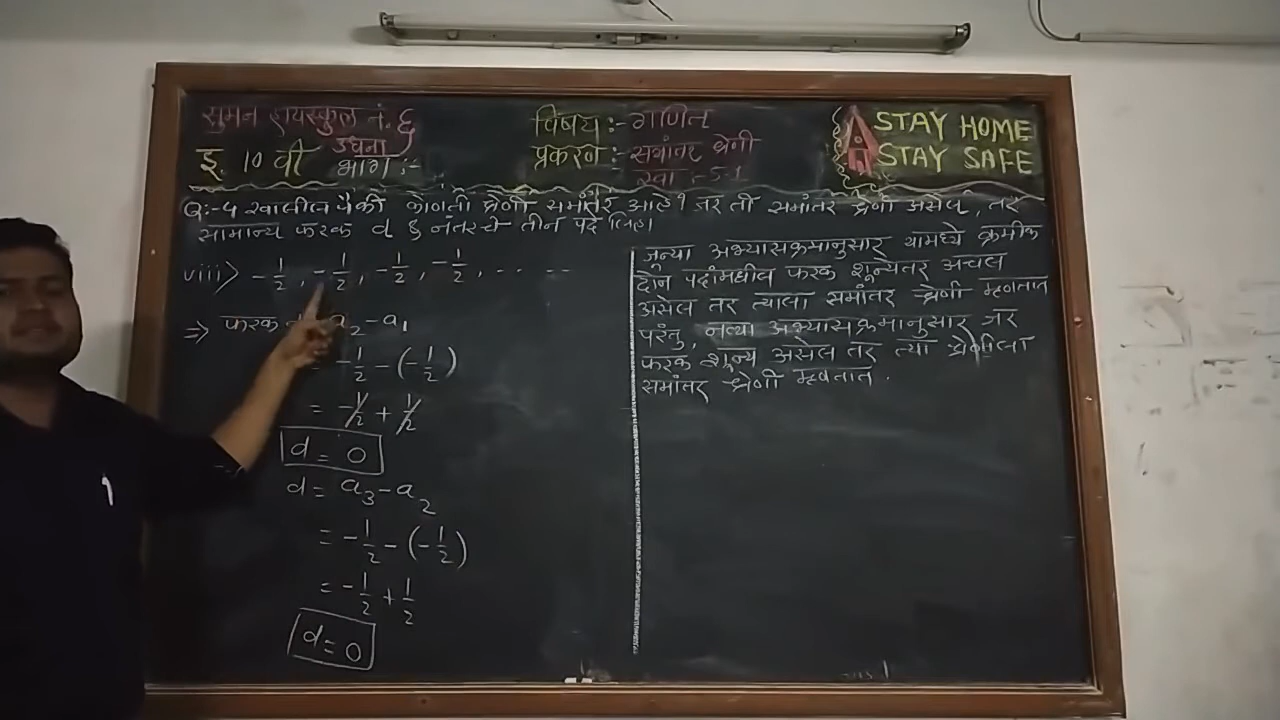 सुमन हायस्कुल नं. ६
उधना
इ. 10 वी भाग :-
विषय :- गणित
प्रकरण :- समांतर श्रेणी
स्वा :- 5.1
STAY HOME
STAY SAFE
Q:-4 खालील पैकी कोणती श्रेणी समांतर आहे? जर ती समांतर श्रेणी असेल, तर
सामान्य फरक d व नंतरचे तीन पदे लिहा।
viii> -1/2, -1/2, -1/2, -1/2, ... ...
⇒ फरक a₂ - a₁
-1/2 - (-1/2)
= -1/2 + 1/2
d = 0
d = a₃ - a₂
= -1/2 - (-1/2)
= -1/2 + 1/2
d = 0
जून्या अभ्यासक्रमानुसार यामध्ये क्रमीक
दोन पदांमधील फरक शून्यतर अचल
असेल तर त्याला समांतर श्रेणी म्हणतात
परंतु, नव्या अभ्यासक्रमानुसार जर
फरक शून्य असेल तर त्या श्रेणीला
समांतर श्रेणी म्हणतात.